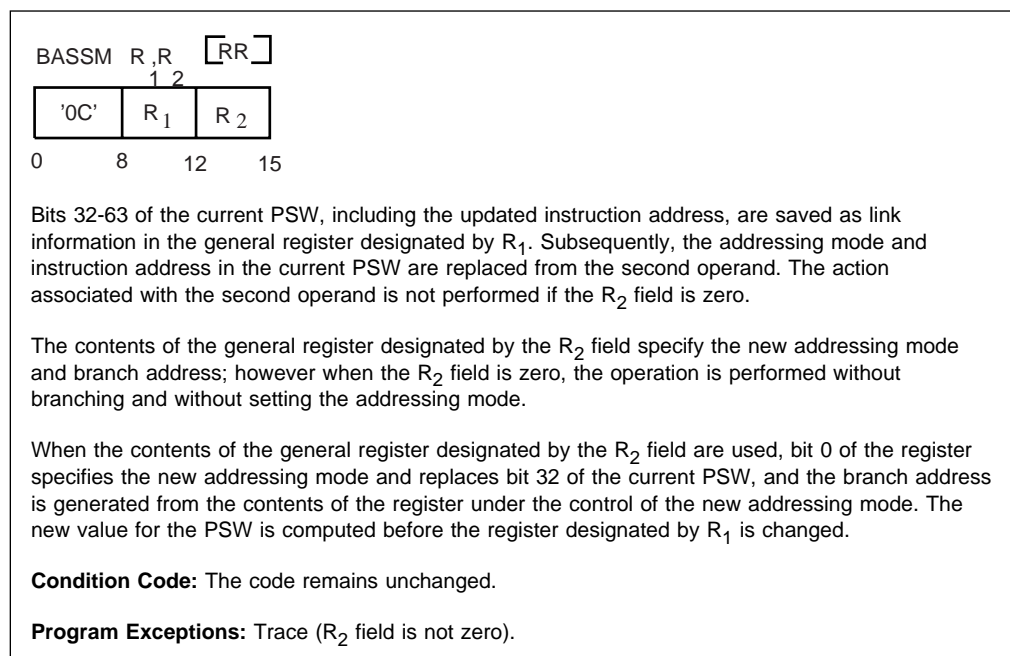 BASSM R1,R2 [RR]
'0C' R1 R2
0 8 12 15
Bits 32-63 of the current PSW, including the updated instruction address, are saved as link
information in the general register designated by R1. Subsequently, the addressing mode and
instruction address in the current PSW are replaced from the second operand. The action
associated with the second operand is not performed if the R2 field is zero.
The contents of the general register designated by the R2 field specify the new addressing mode
and branch address; however when the R2 field is zero, the operation is performed without
branching and without setting the addressing mode.
When the contents of the general register designated by the R2 field are used, bit 0 of the register
specifies the new addressing mode and replaces bit 32 of the current PSW, and the branch address
is generated from the contents of the register under the control of the new addressing mode. The
new value for the PSW is computed before the register designated by R1 is changed.
Condition Code: The code remains unchanged.
Program Exceptions: Trace (R2 field is not zero).